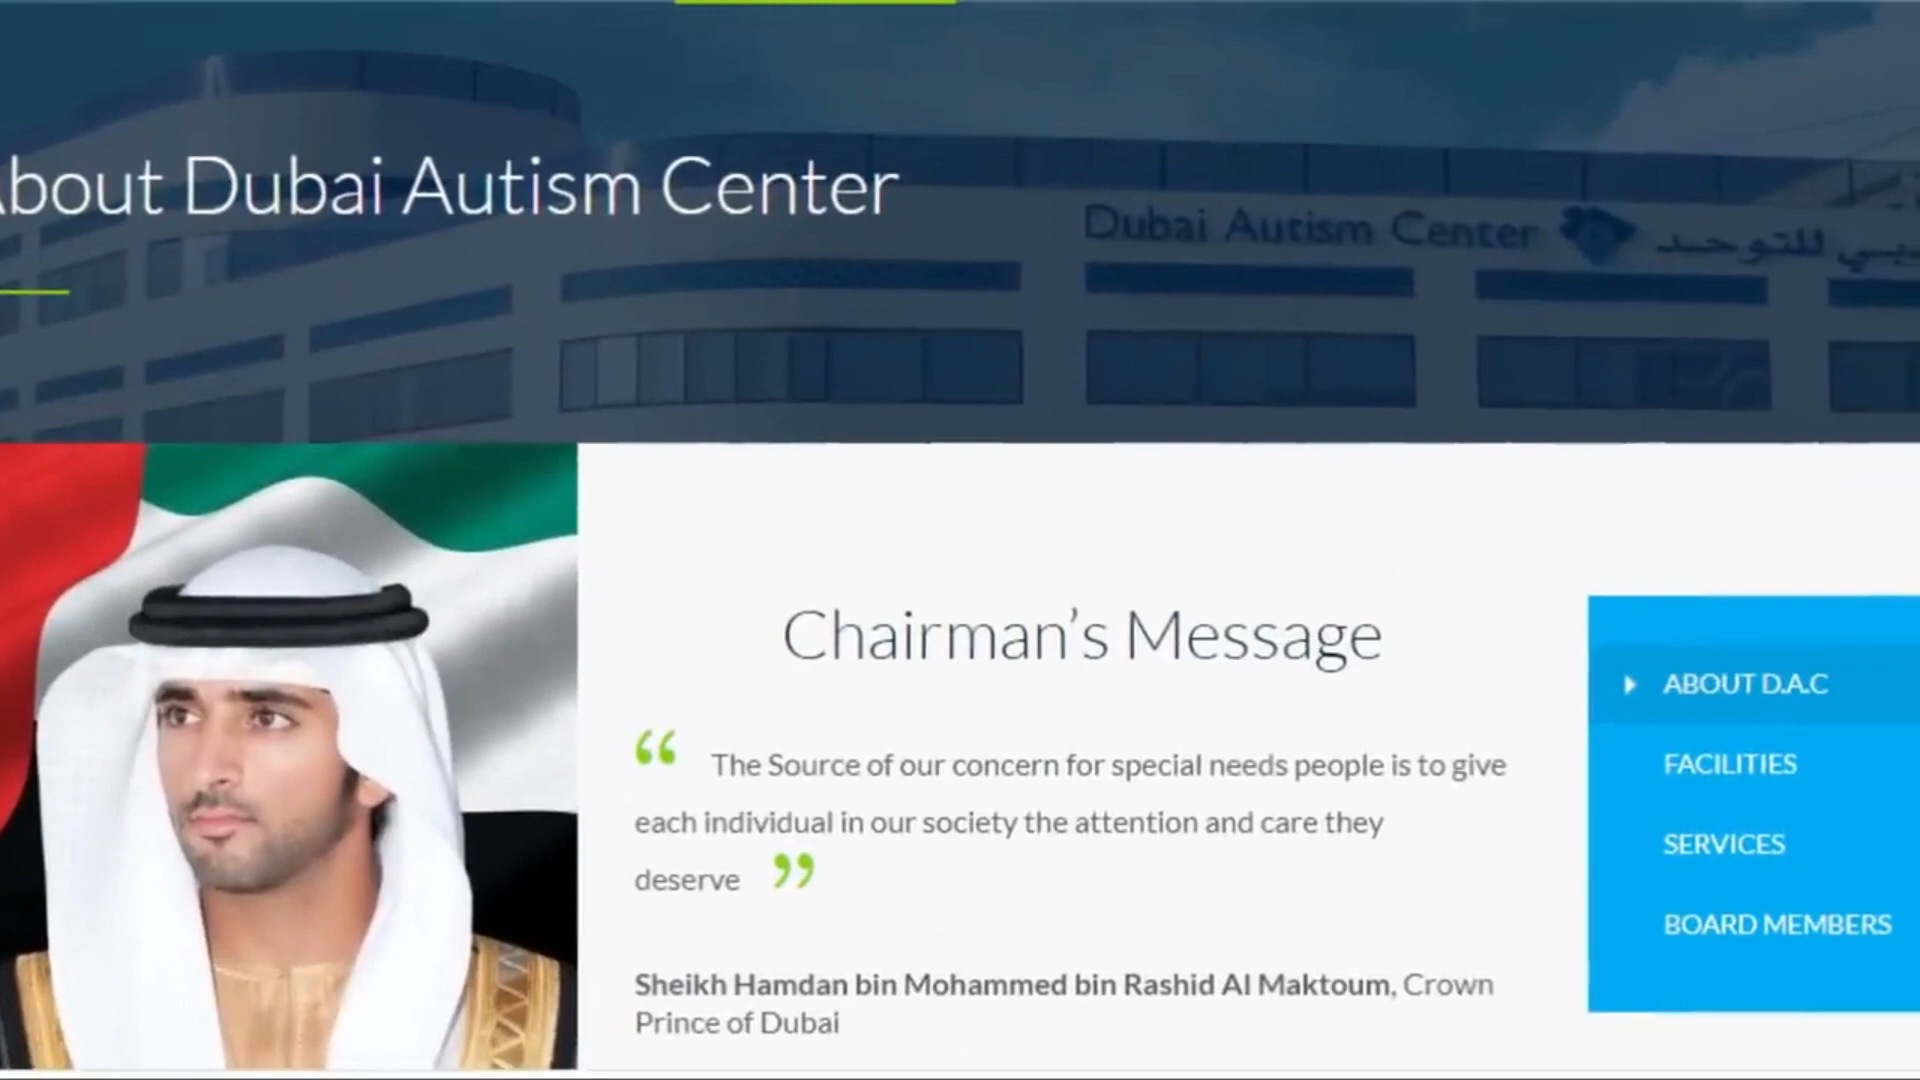 About Dubai Autism Center
Dubai Autism Center
للتوحد
Chairman’s Message
“ The Source of our concern for special needs people is to give
each individual in our society the attention and care they
deserve ”
Sheikh Hamdan bin Mohammed bin Rashid Al Maktoum, Crown
Prince of Dubai
ABOUT D.A.C
FACILITIES
SERVICES
BOARD MEMBERS